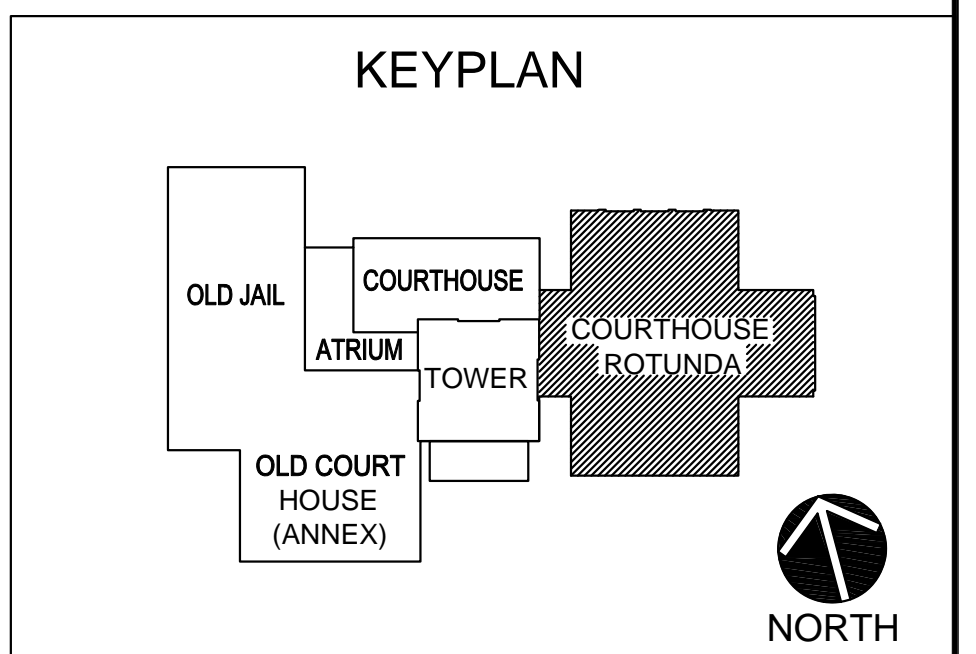 KEYPLAN
OLD JAIL
COURTHOUSE
ATRIUM
TOWER
COURTHOUSE
ROTUNDA
OLD COURT
HOUSE
(ANNEX)
NORTH